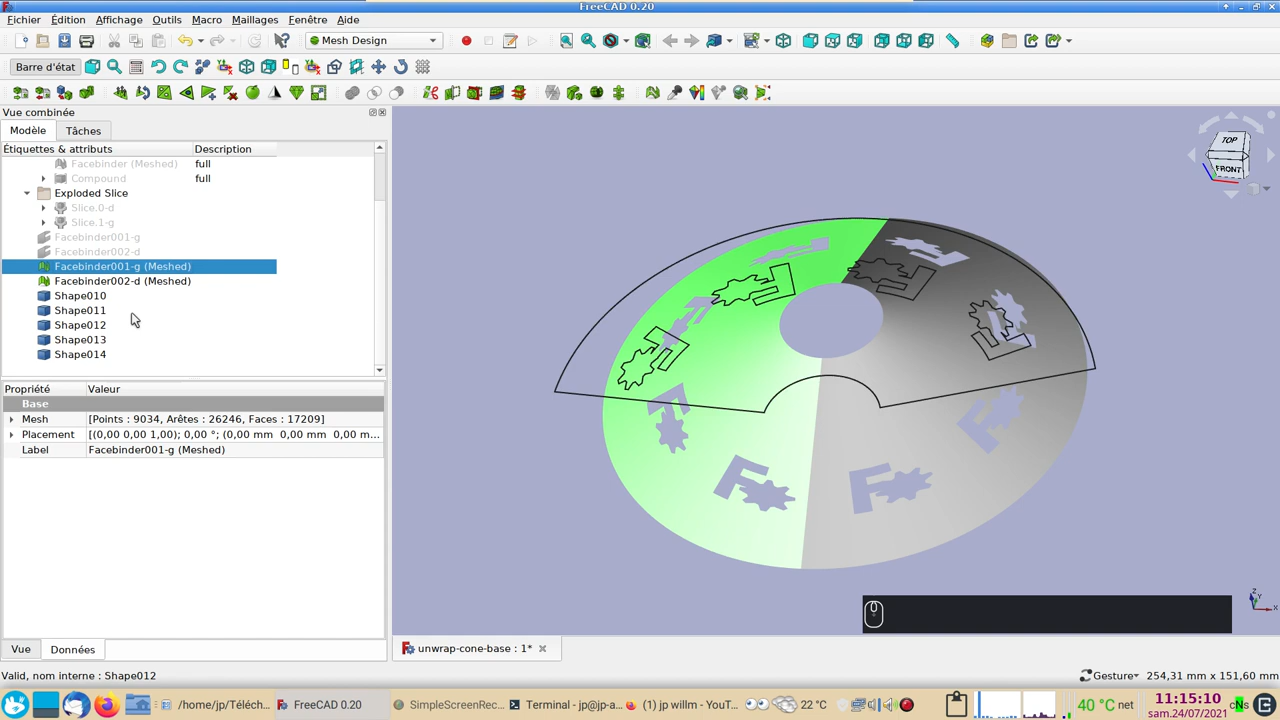 FreeCAD 0.20
Fichier Édition Affichage Outils Macro Maillages Fenêtre Aide
Mesh Design
Barre d'état
Vue combinée
Modèle Tâches
Étiquettes & attributs Description
Facebinder (Meshed) full
Compound full
Exploded Slice
Slice.0-d
Slice.1-g
Facebinder001-g
Facebinder002-d
Facebinder001-g (Meshed)
Facebinder002-d (Meshed)
Shape010
Shape011
Shape012
Shape013
Shape014
Propriété Valeur
Base
Mesh [Points : 9034, Arêtes : 26246, Faces : 17209]
Placement [(0,00 0,00 1,00); 0,00 °; (0,00 mm 0,00 mm 0,00 m...
Label Facebinder001-g (Meshed)
TOP
FRONT
Z
Y
X
Vue Données
unwrap-cone-base : 1*
Valid, nom interne : Shape012
Gesture 254,31 mm x 151,60 mm
/home/jp/Téléch...
FreeCAD 0.20
SimpleScreenRec...
Terminal - jp@jp-a...
40 jp willm - YouT...
22 °C
40 °C net
11:15:10
sam.24/07/2021
cNs